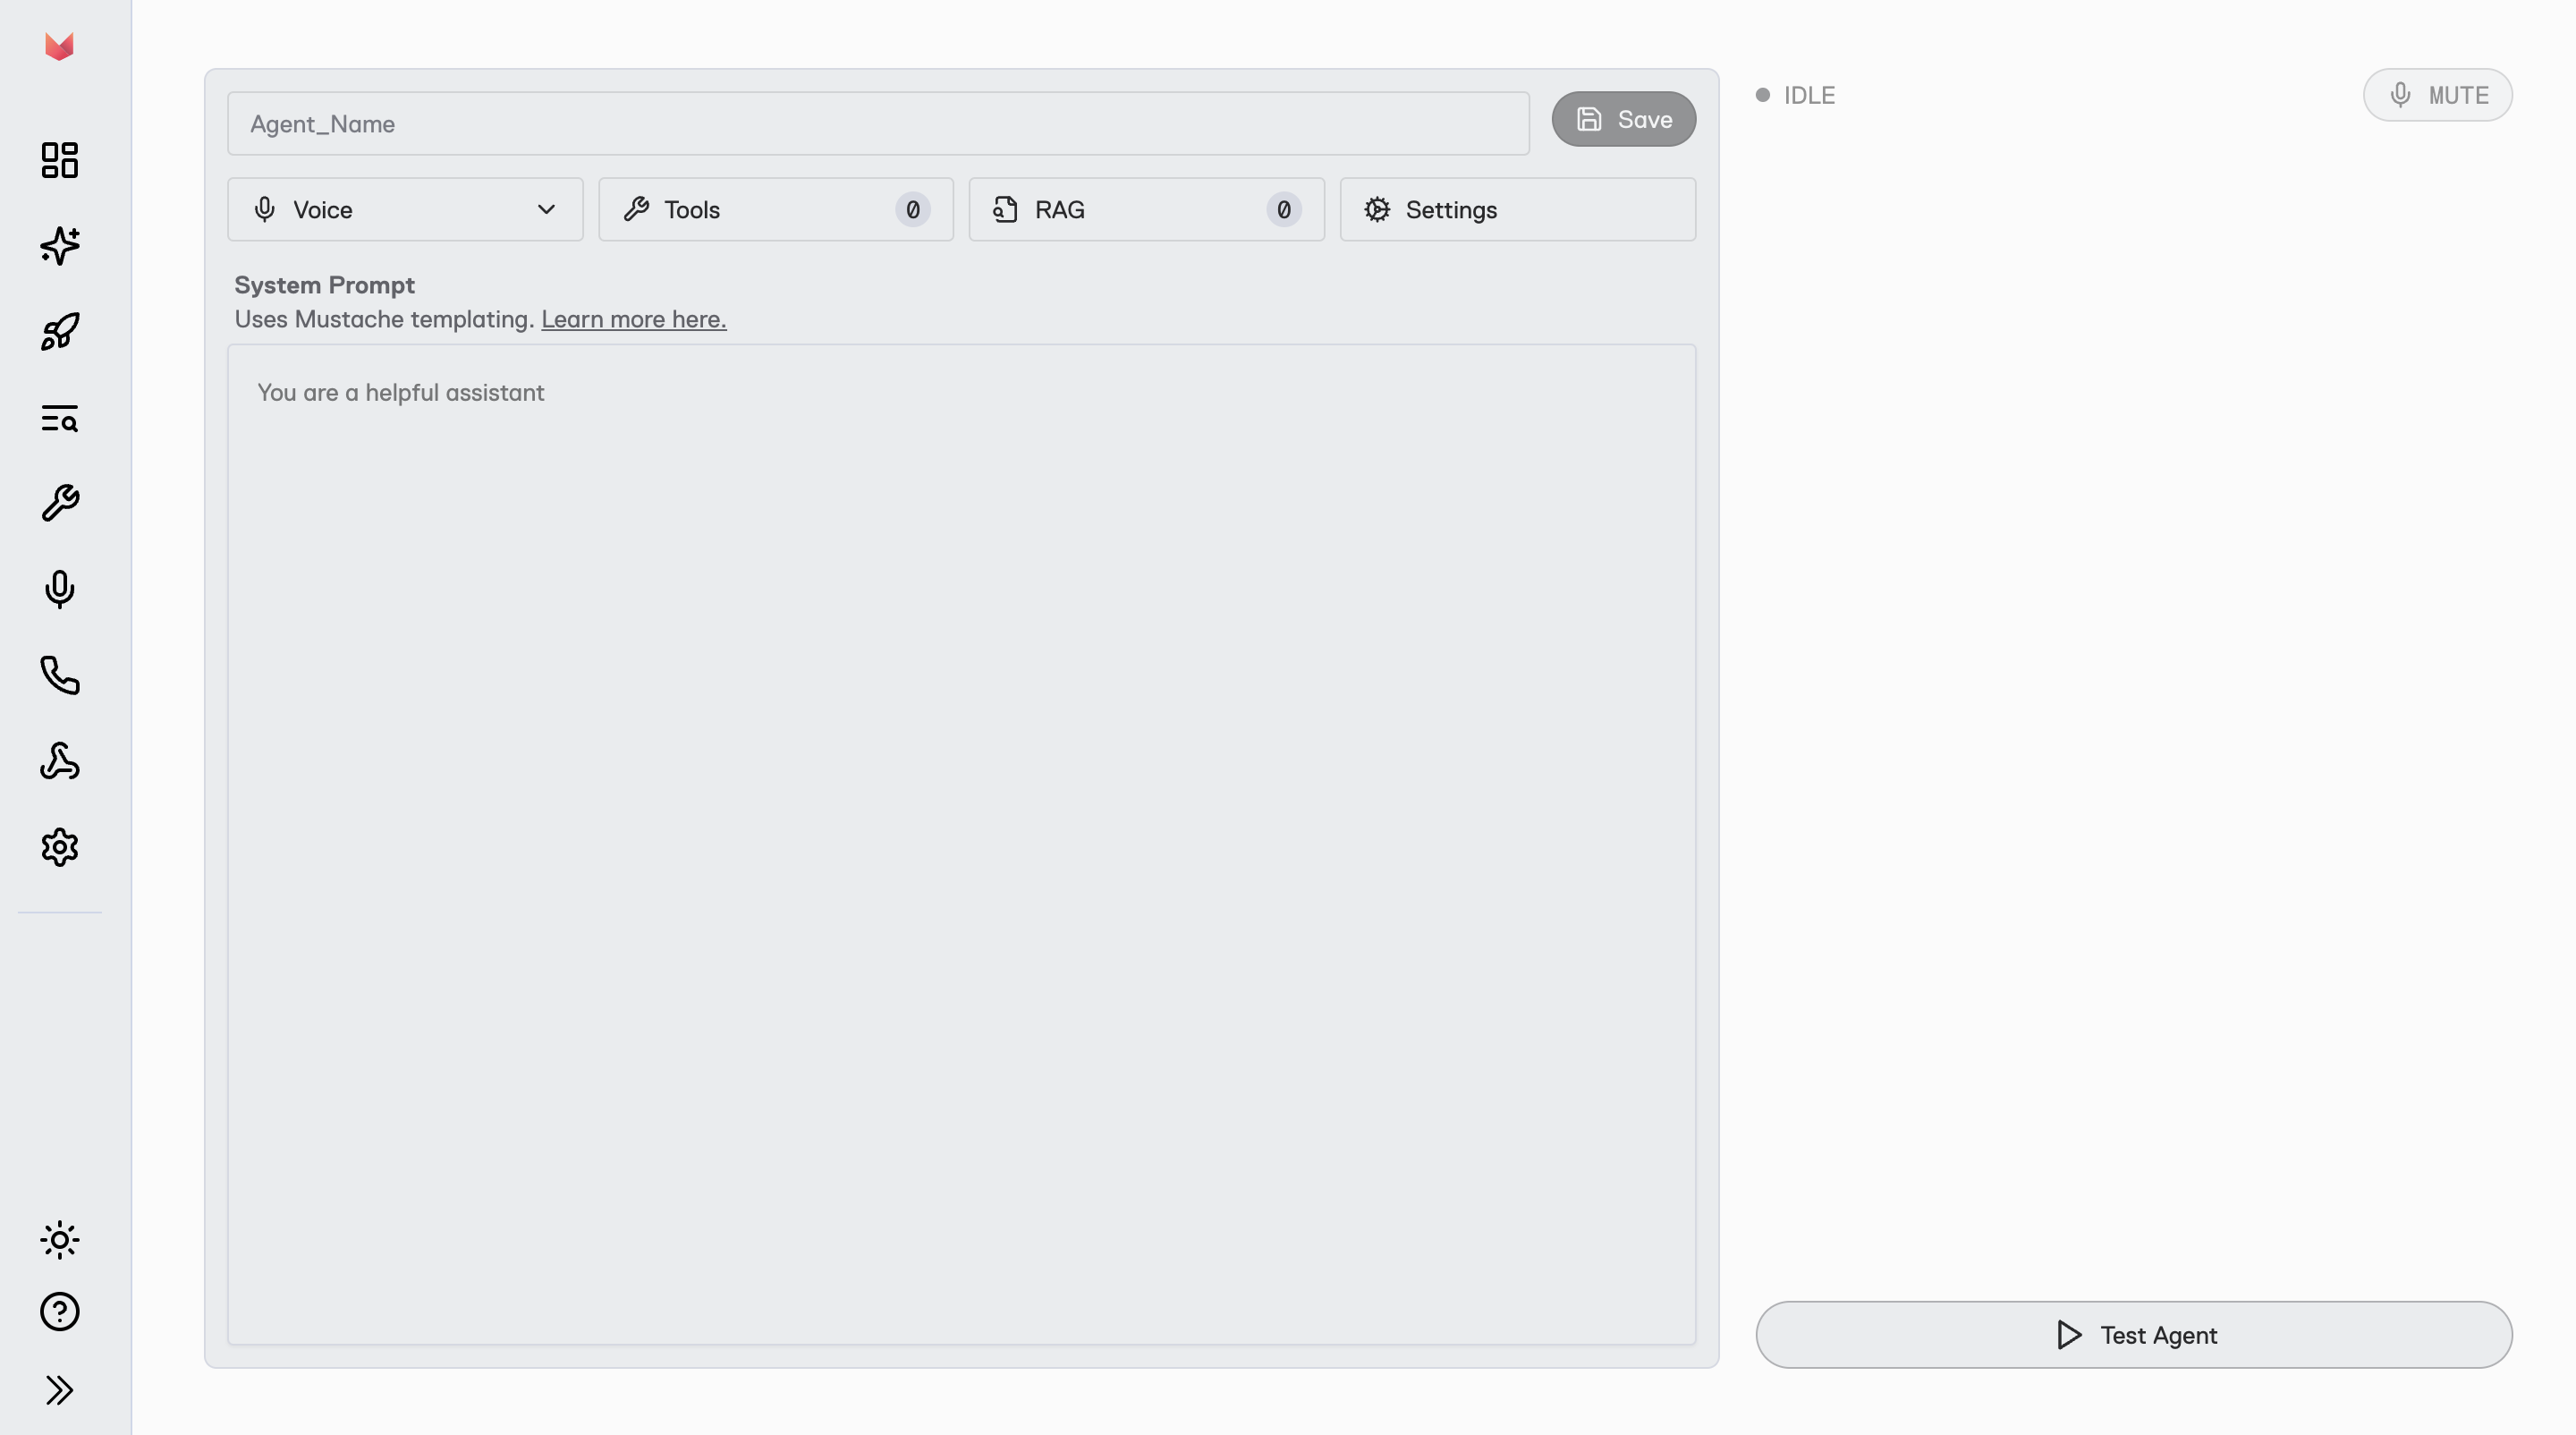 Agent_Name
Save
IDLE
MUTE
Voice
Tools
0
RAG
0
Settings
System Prompt
Uses Mustache templating. Learn more here.
You are a helpful assistant
Test Agent